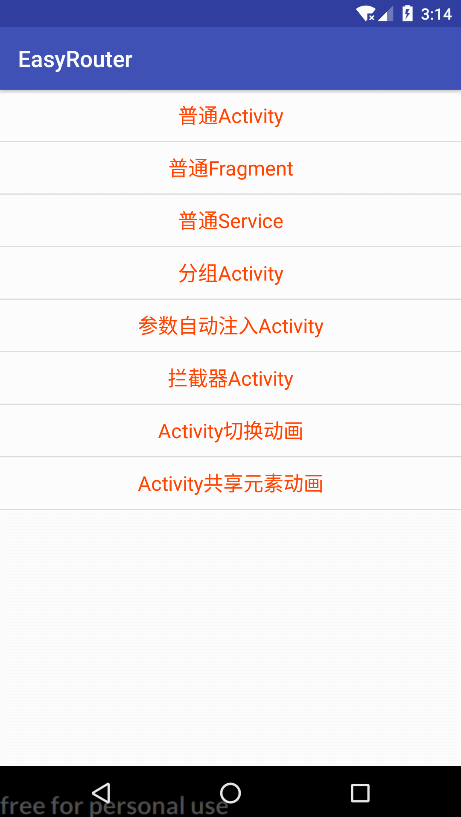 3:14
EasyRouter
普通Activity
普通Fragment
普通Service
分组Activity
参数自动注入Activity
拦截器Activity
Activity切换动画
Activity共享元素动画
free for personal use